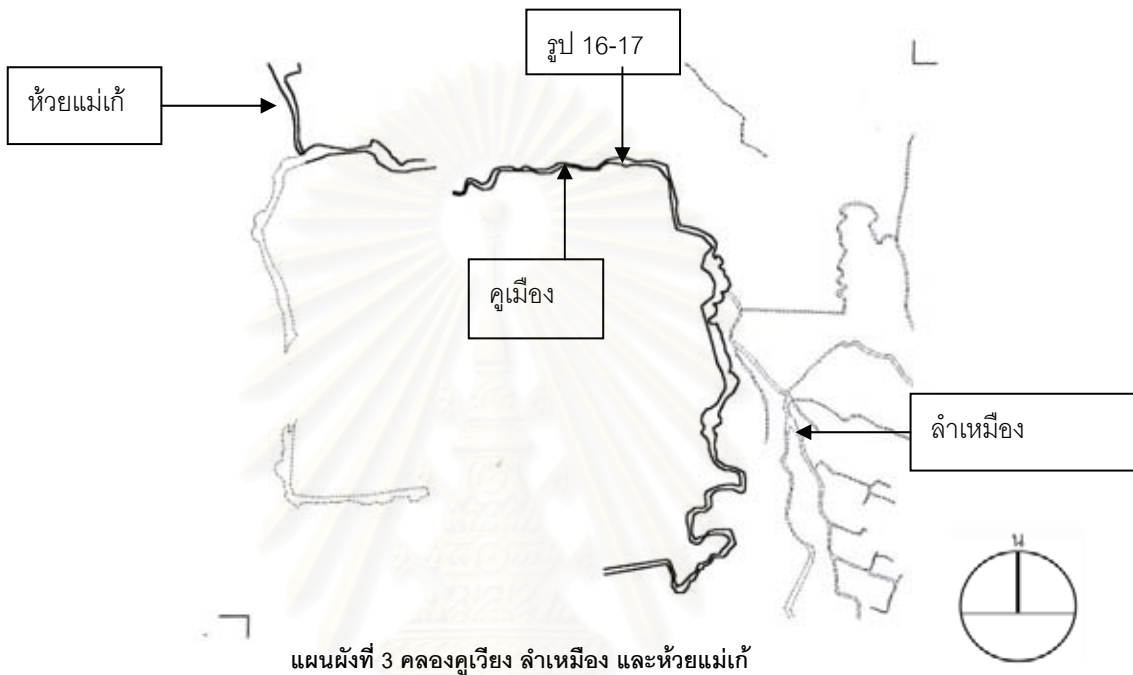 รูป 16-17
ห้วยแม่เก้
คูเมือง
ลำเหมือง
น
แผนผังที่ 3 คลองคูเวียง ลำเหมือง และห้วยแม่เก้